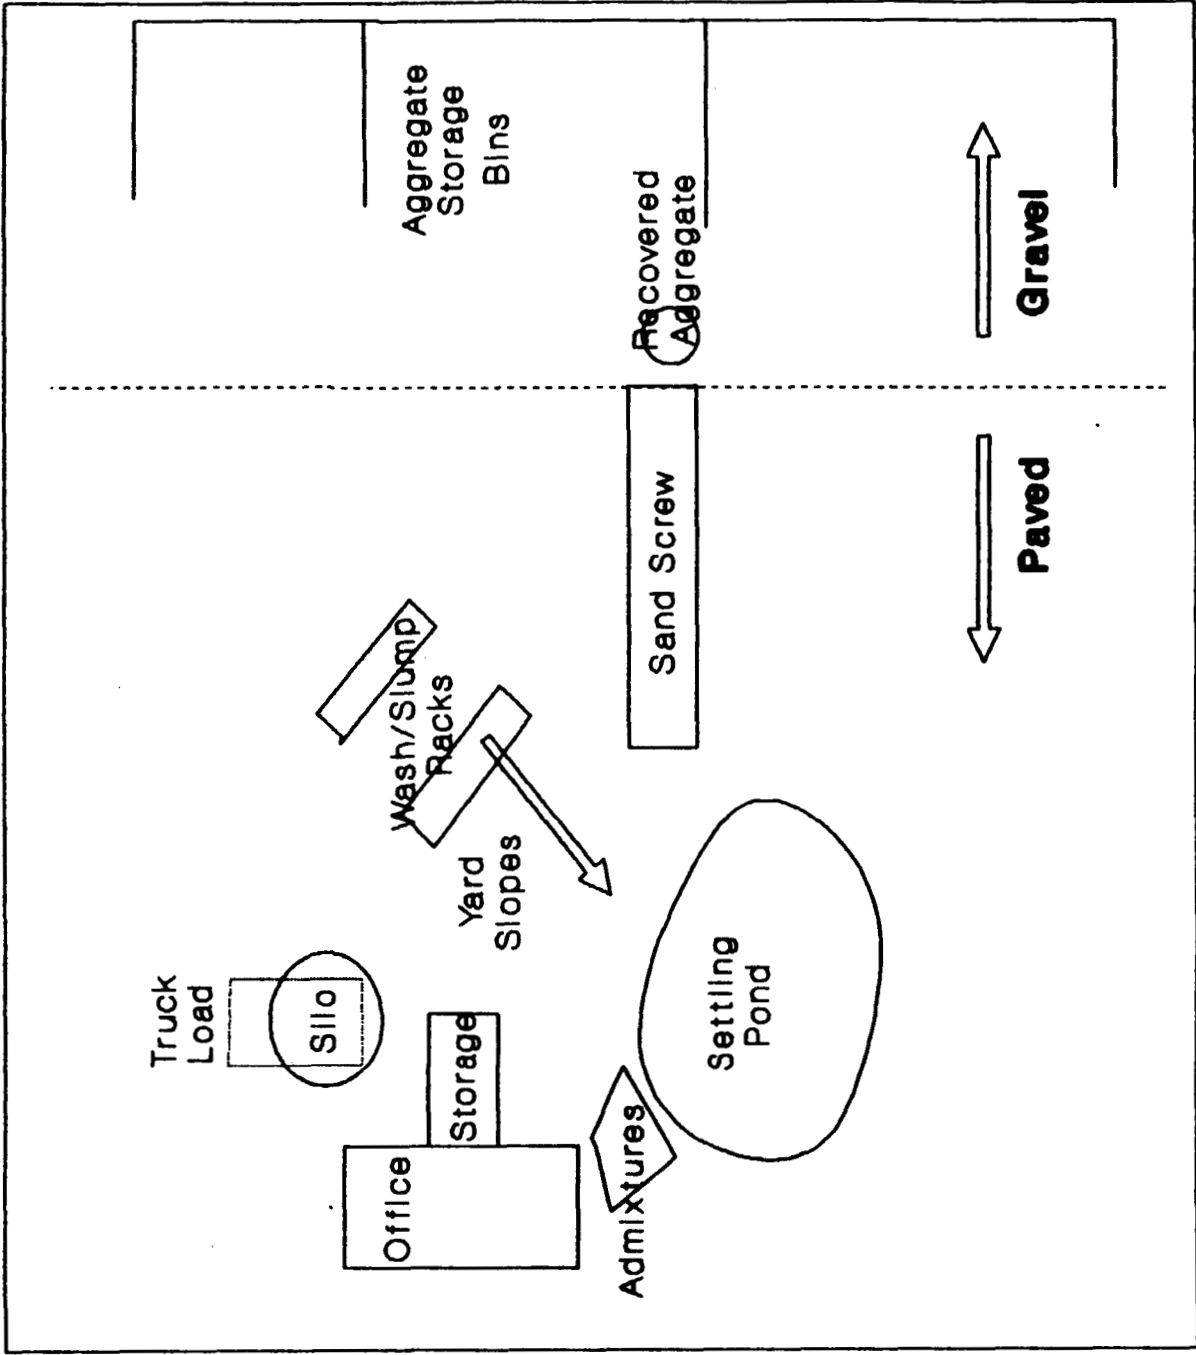 Truck
Load
Silo
Office
Wash/Slump
Racks
Aggregate
Storage
Bins
Storage
Yard
Slopes
Admixtures
Recovered
Aggregate
Sand Screw
Settling
Pond
Paved
Gravel